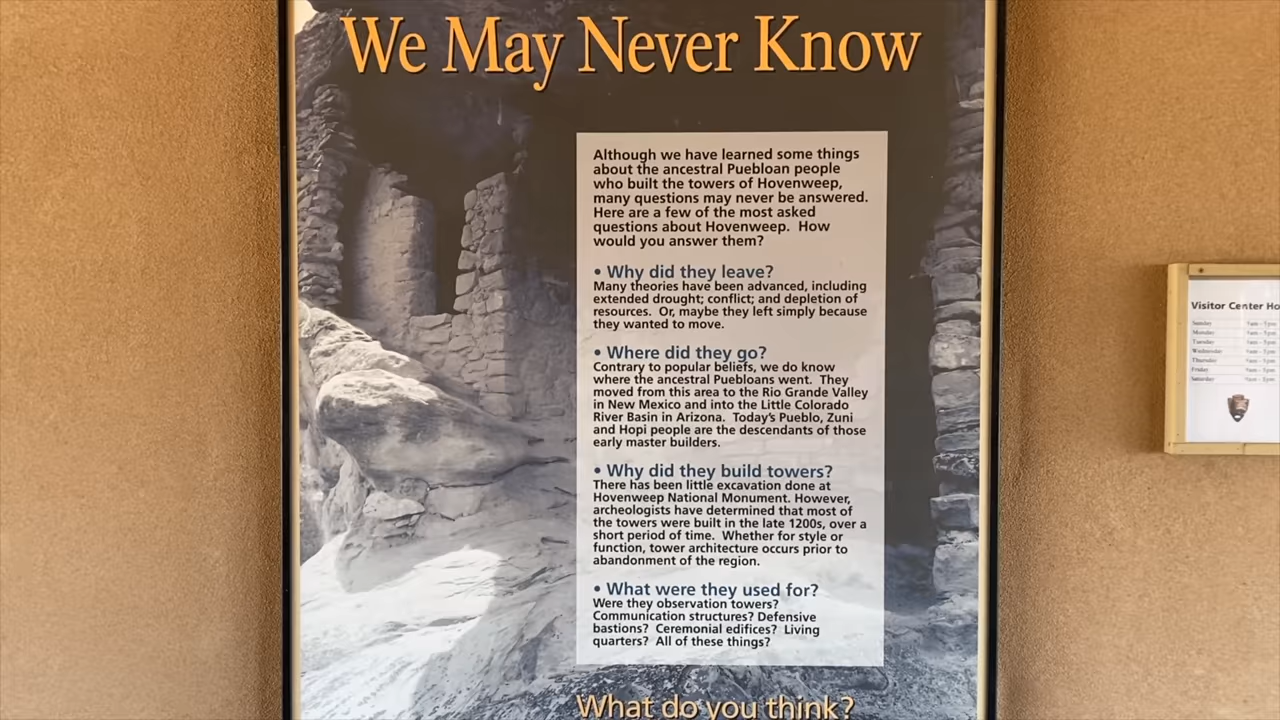 We May Never Know
Although we have learned some things
about the ancestral Puebloan people
who built the towers of Hovenweep,
many questions may never be answered.
Here are a few of the most asked
questions about Hovenweep.  How
would you answer them?
• Why did they leave?
Many theories have been advanced, including
extended drought; conflict; and depletion of
resources.  Or, maybe they left simply because
they wanted to move.
• Where did they go?
Contrary to popular beliefs, we do know
where the ancestral Puebloans went.  They
moved from this area to the Rio Grande Valley
in New Mexico and into the Little Colorado
River Basin in Arizona.  Today's Pueblo, Zuni
and Hopi people are the descendants of those
early master builders.
• Why did they build towers?
There has been little excavation done at
Hovenweep National Monument. However,
archeologists have determined that most of
the towers were built in the late 1200s, over a
short period of time.  Whether for style or
function, tower architecture occurs prior to
abandonment of the region.
• What were they used for?
Were they observation towers?
Communication structures? Defensive
bastions?  Ceremonial edifices?  Living
quarters?  All of these things?
What do you think?
Visitor Center Ho
Sunday
Monday
Tuesday
Wednesday
Thursday
Friday
Saturday